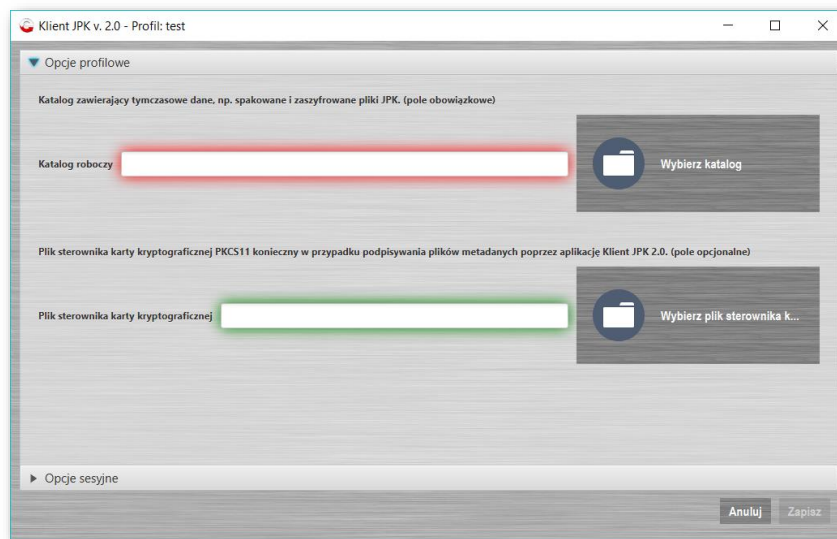 Klient JPK v. 2.0 - Profil: test
Opcje profilowe
Katalog zawierający tymczasowe dane, np. spakowane i zaszyfrowane pliki JPK. (pole obowiązkowe)
Katalog roboczy
Wybierz katalog
Plik sterownika karty kryptograficznej PKCS11 konieczny w przypadku podpisywania plików metadanych poprzez aplikację Klient JPK 2.0. (pole opcjonalne)
Plik sterownika karty kryptograficznej
Wybierz plik sterownika k...
Opcje sesyjne
Anuluj Zapisz